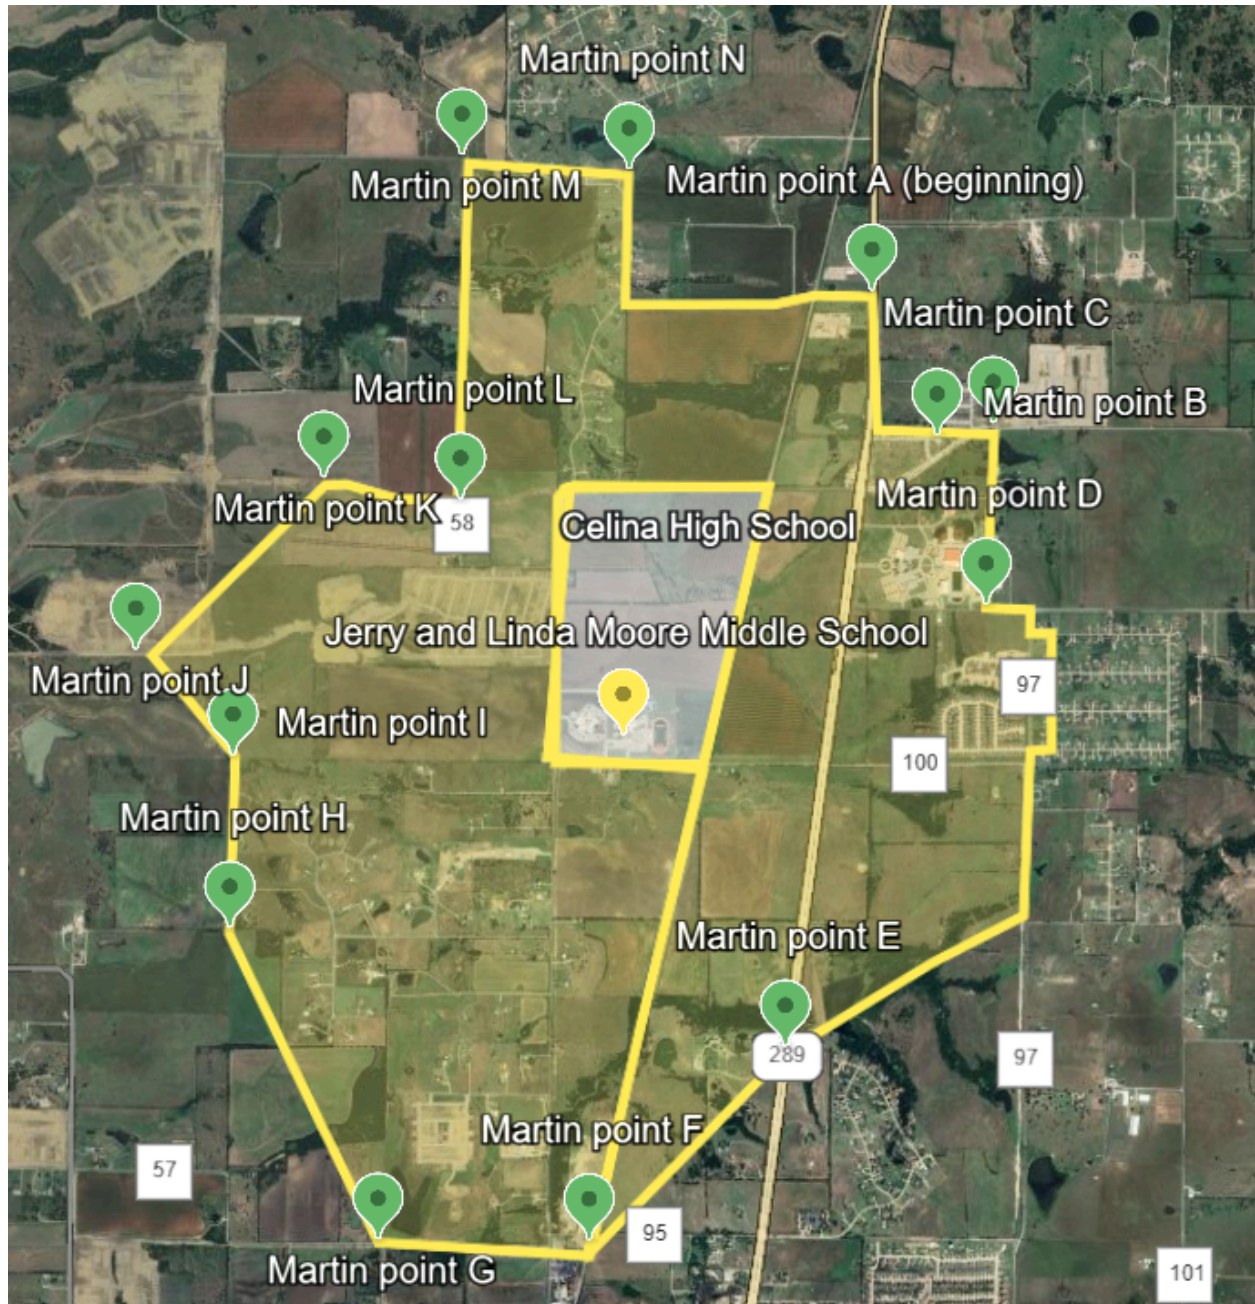 Martin point N
Martin point M
Martin point A (beginning)
Martin point C
Martin point L
Martin point B
Martin point K
58
Celina High School
Martin point D
Jerry and Linda Moore Middle School
Martin point J
97
Martin point I
100
Martin point H
Martin point E
289
97
Martin point F
57
95
Martin point G
101